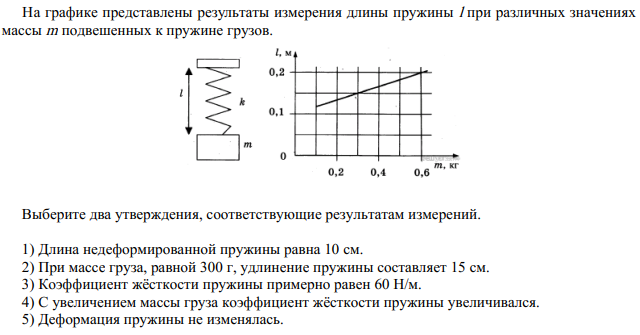 На графике представлены результаты измерения длины пружины l при различных значениях
массы m подвешенных к пружине грузов.
l, м
0,2
l
k
0,1
m
0
0,2 0,4 0,6
m, кг
Выберите два утверждения, соответствующие результатам измерений.
1) Длина недеформированной пружины равна 10 см.
2) При массе груза, равной 300 г, удлинение пружины составляет 15 см.
3) Коэффициент жёсткости пружины примерно равен 60 Н/м.
4) С увеличением массы груза коэффициент жёсткости пружины увеличивался.
5) Деформация пружины не изменялась.